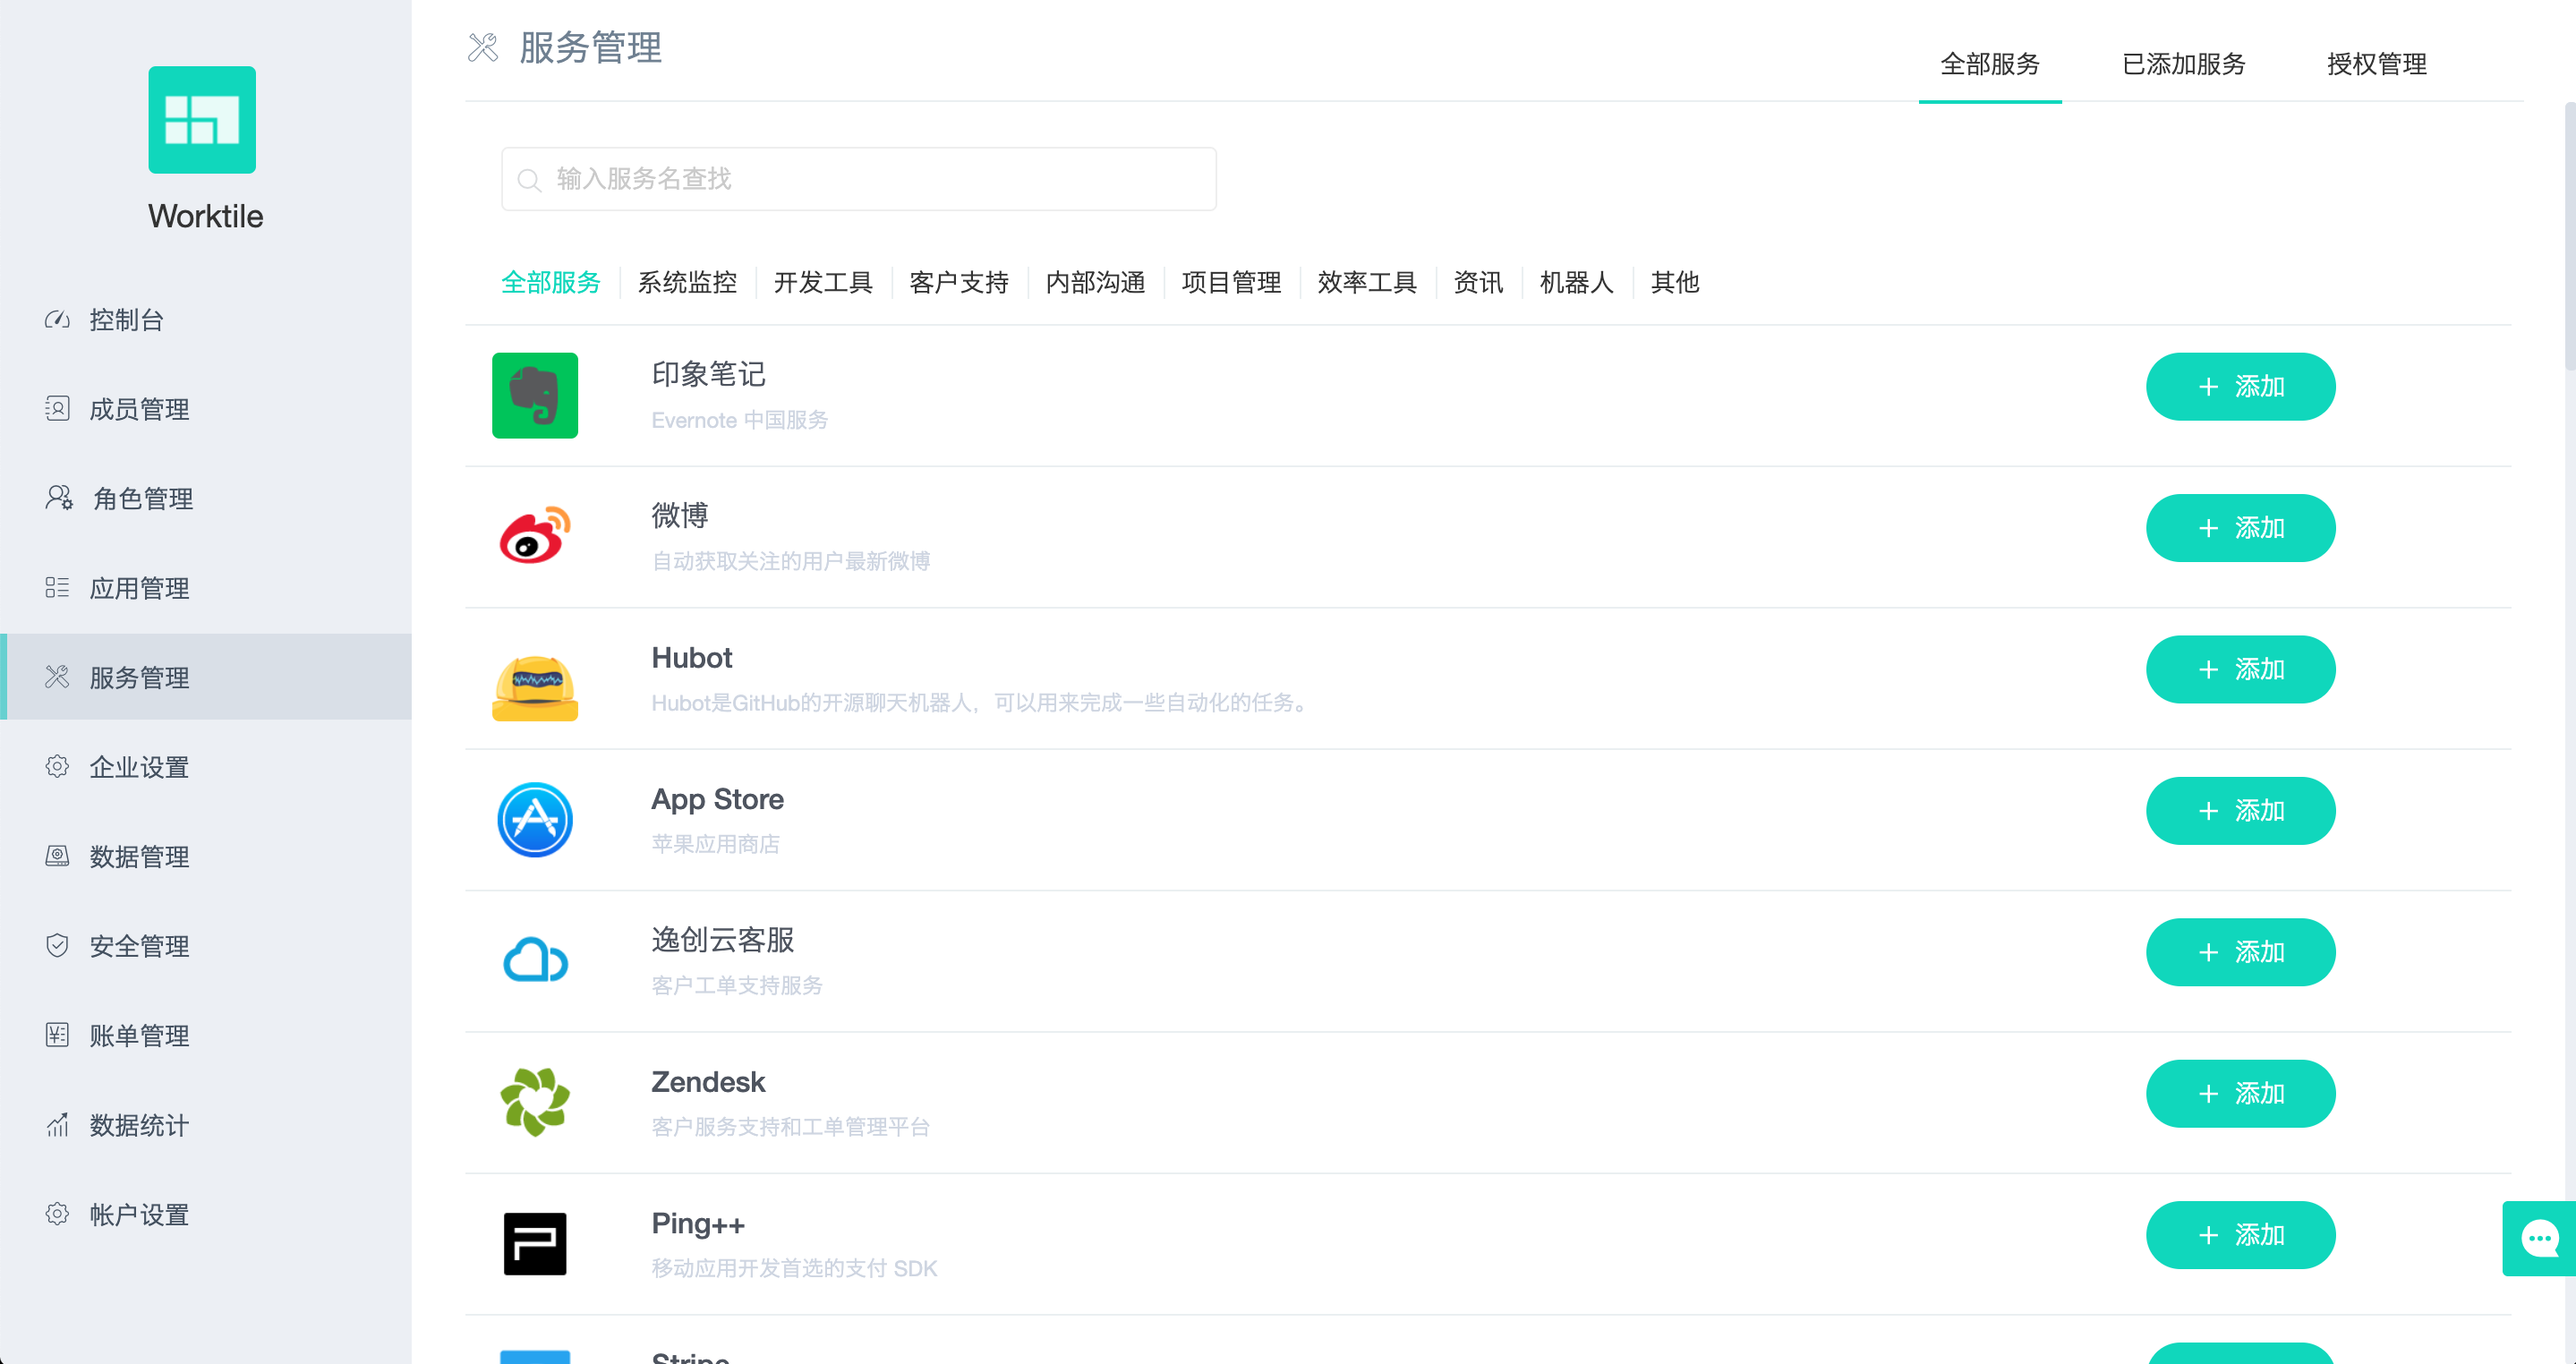 Worktile
控制台
成员管理
角色管理
应用管理
服务管理
企业设置
数据管理
安全管理
账单管理
数据统计
帐户设置
服务管理
全部服务 已添加服务 授权管理
输入服务名查找
全部服务 系统监控 开发工具 客户支持 内部沟通 项目管理 效率工具 资讯 机器人 其他
印象笔记
Evernote 中国服务
+ 添加
微博
自动获取关注的用户最新微博
+ 添加
Hubot
Hubot是GitHub的开源聊天机器人，可以用来完成一些自动化的任务。
+ 添加
App Store
苹果应用商店
+ 添加
逸创云客服
客户工单支持服务
+ 添加
Zendesk
客户服务支持和工单管理平台
+ 添加
Ping++
移动应用开发首选的支付 SDK
+ 添加
Stripe